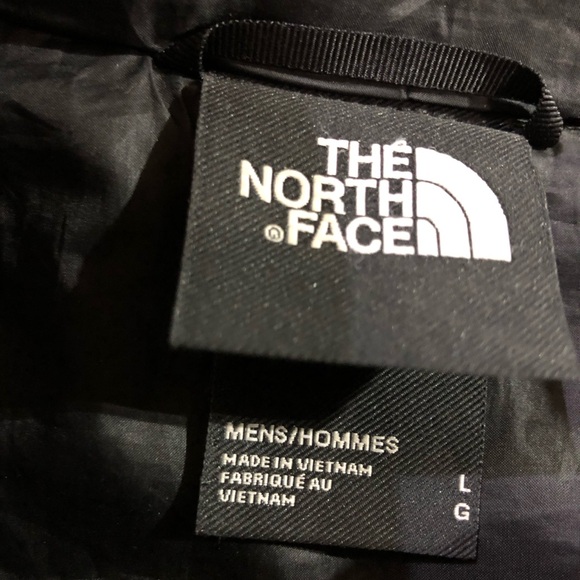 THE
NORTH
®FACE
MENS/HOMMES
MADE IN VIETNAM
FABRIQUÉ AU
VIETNAM
L
G